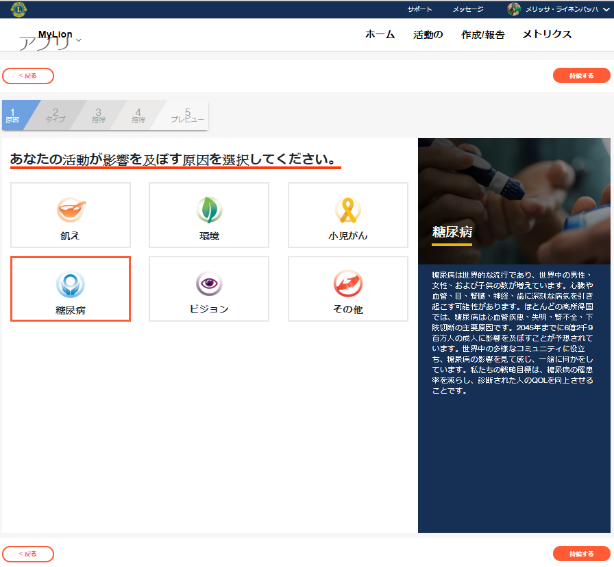 サポート
メッセージ
メリッサ・ライネンバッハ
MyLion
アプリ
ホーム
活動の
作成/報告
メトリクス
< 戻る
持続する
1
原因
2
タイプ
3
招待
4
招待
5
プレビュー
あなたの活動が影響を及ぼす原因を選択してください。
飢え
環境
小児がん
糖尿病
ビジョン
その他
糖尿病
糖尿病は世界的な流行であり、世界中の男性、
女性、および子供の数が増えています。心臓や
血管、目、腎臓、神経、歯に深刻な病気を引き
起こす可能性があります。ほとんどの高所得国
では、糖尿病は心血管疾患、失明、腎不全、下
肢切断の主要原因です。2045年までに6億2千9
百万人の成人に影響を及ぼすことが予想されて
います。世界中の多様なコミュニティに役立
ち、糖尿病の影響を見て感じ、一緒に何かをし
ています。私たちの戦略目標は、糖尿病の罹患
率を減らし、診断された人のQOLを向上させる
ことです。
< 戻る
持続する